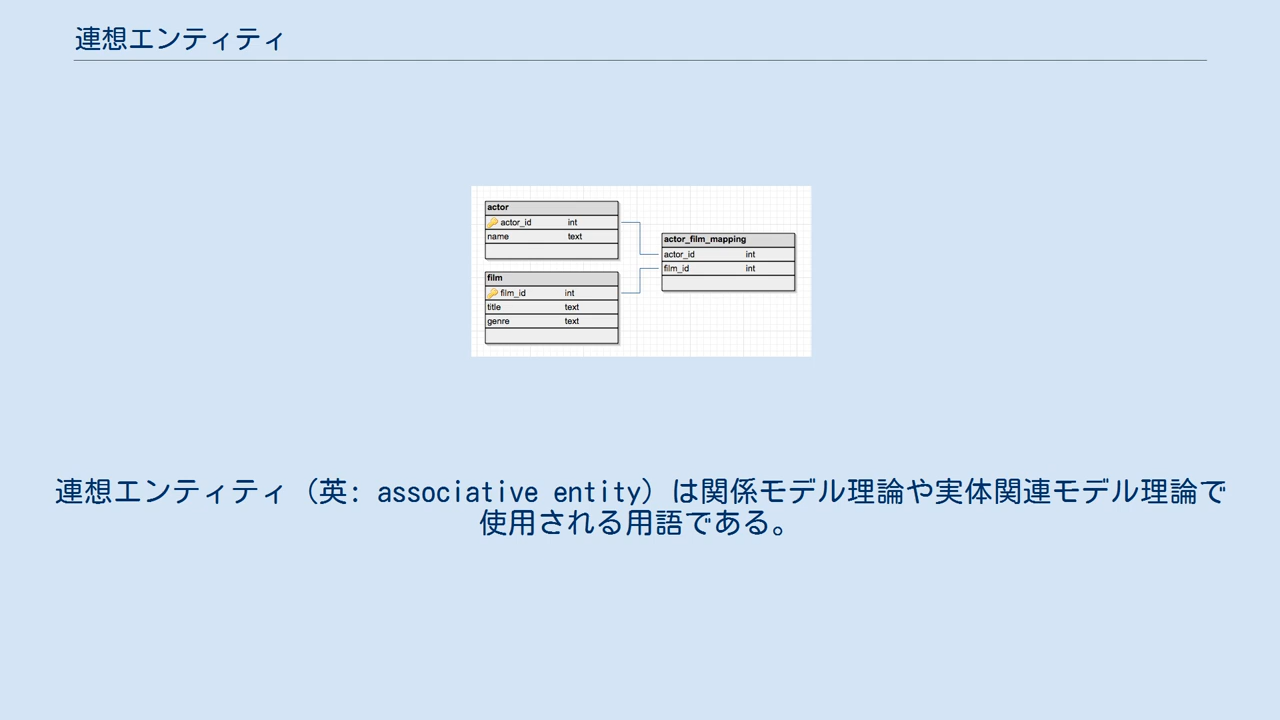 連想エンティティ
actor
actor_id int
name text
film
film_id int
title text
genre text
actor_film_mapping
actor_id int
film_id int
連想エンティティ（英: associative entity）は関係モデル理論や実体関連モデル理論で
使用される用語である。